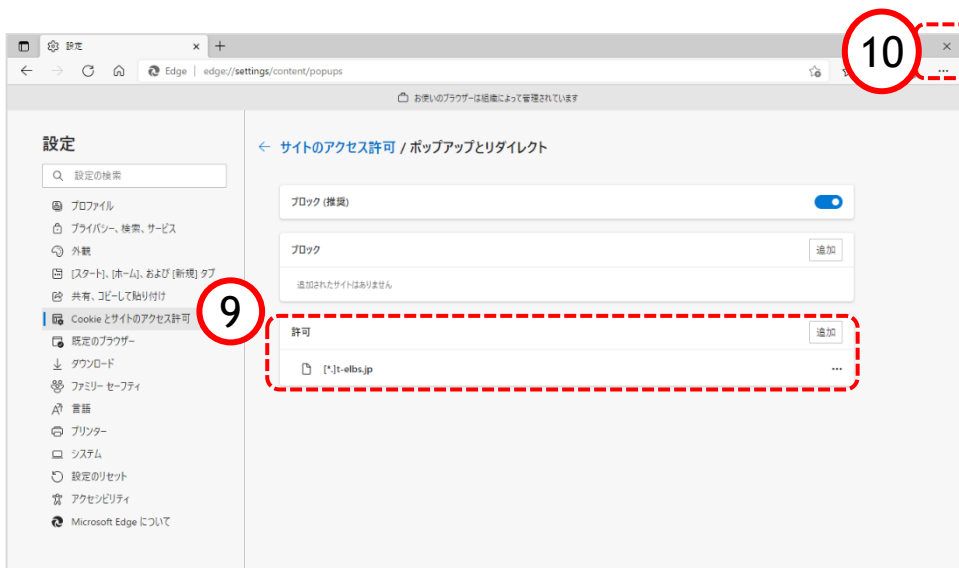 設定
10
Edge | edge://settings/content/popups
お使いのブラウザーは組織によって管理されています
設定
設定の検索
プロファイル
プライバシー、検索、サービス
外観
[スタート]、[ホーム]、および [新規] タブ
共有、コピーして貼り付け
Cookie とサイトのアクセス許可
既定のブラウザー
ダウンロード
ファミリー セーフティ
言語
プリンター
システム
設定のリセット
アクセシビリティ
Microsoft Edge について
サイトのアクセス許可 / ポップアップとリダイレクト
ブロック (推奨)
ブロック
追加
追加されたサイトはありません
9
許可
追加
[*.]t-elbs.jp